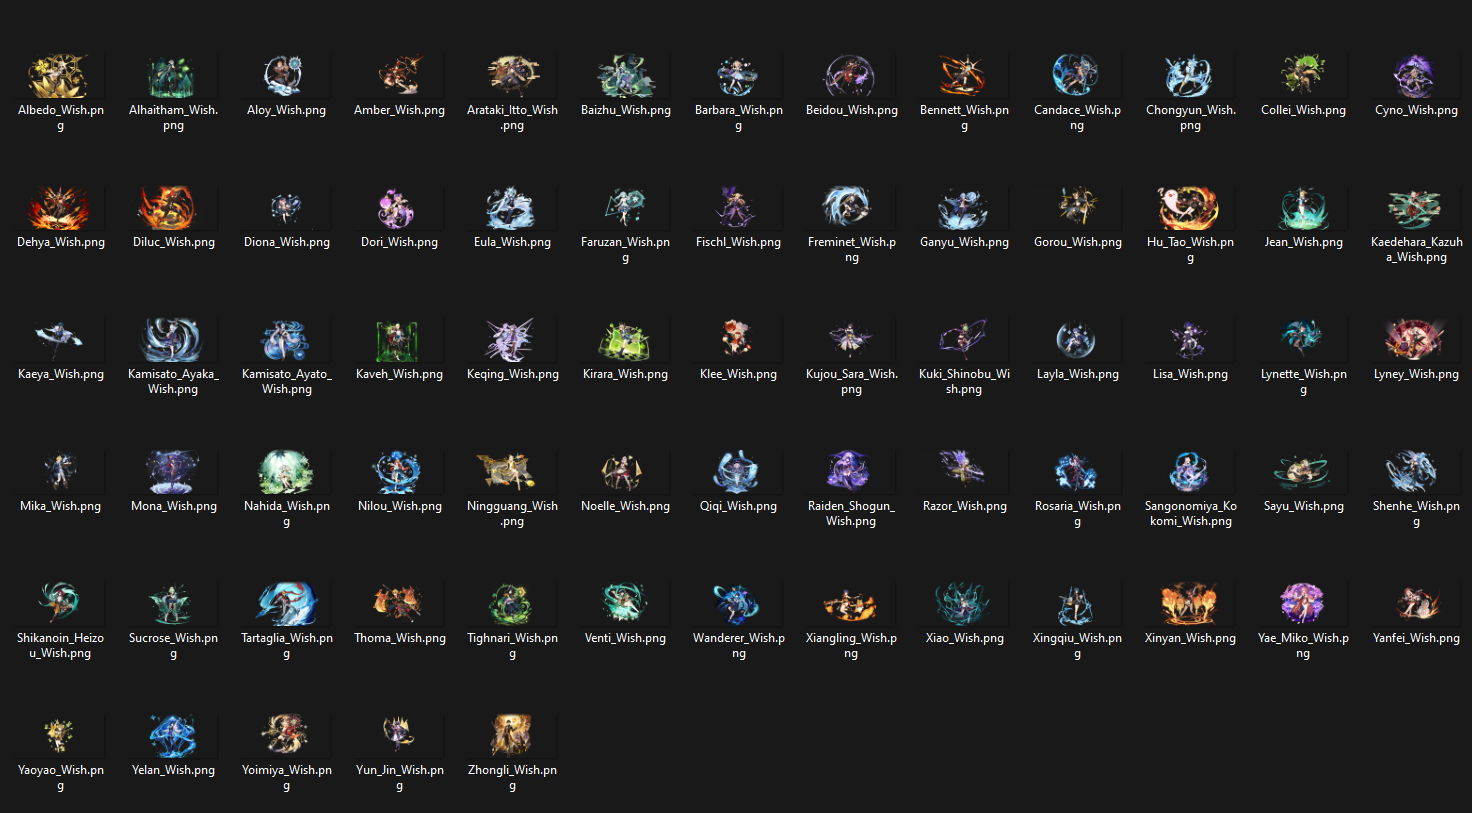 Albedo_Wish.pn
g
Alhaitham_Wish.
png
Aloy_Wish.png
Amber_Wish.png
Arataki_Itto_Wish
.png
Baizhu_Wish.png
Barbara_Wish.pn
g
Beidou_Wish.png
Bennett_Wish.pn
g
Candace_Wish.p
ng
Chongyun_Wish.
png
Collei_Wish.png
Cyno_Wish.png
Dehya_Wish.png
Diluc_Wish.png
Diona_Wish.png
Dori_Wish.png
Eula_Wish.png
Faruzan_Wish.pn
g
Fischl_Wish.png
Freminet_Wish.p
ng
Ganyu_Wish.png
Gorou_Wish.png
Hu_Tao_Wish.pn
g
Jean_Wish.png
Kaedehara_Kazuh
a_Wish.png
Kaeya_Wish.png
Kamisato_Ayaka_
Wish.png
Kamisato_Ayato_
Wish.png
Kaveh_Wish.png
Keqing_Wish.png
Kirara_Wish.png
Klee_Wish.png
Kujou_Sara_Wish.
png
Kuki_Shinobu_Wi
sh.png
Layla_Wish.png
Lisa_Wish.png
Lynette_Wish.pn
g
Lyney_Wish.png
Mika_Wish.png
Mona_Wish.png
Nahida_Wish.pn
g
Nilou_Wish.png
Ningguang_Wish
.png
Noelle_Wish.png
Qiqi_Wish.png
Raiden_Shogun_
Wish.png
Razor_Wish.png
Rosaria_Wish.pn
g
Sangonomiya_Ko
komi_Wish.png
Sayu_Wish.png
Shenhe_Wish.pn
g
Shikanoin_Heizo
u_Wish.png
Sucrose_Wish.pn
g
Tartaglia_Wish.pn
g
Thoma_Wish.png
Tighnari_Wish.pn
g
Venti_Wish.png
Wanderer_Wish.p
ng
Xiangling_Wish.p
ng
Xiao_Wish.png
Xingqiu_Wish.pn
g
Xinyan_Wish.png
Yae_Miko_Wish.p
ng
Yanfei_Wish.png
Yaoyao_Wish.pn
g
Yelan_Wish.png
Yoimiya_Wish.pn
g
Yun_Jin_Wish.pn
g
Zhongli_Wish.pn
g